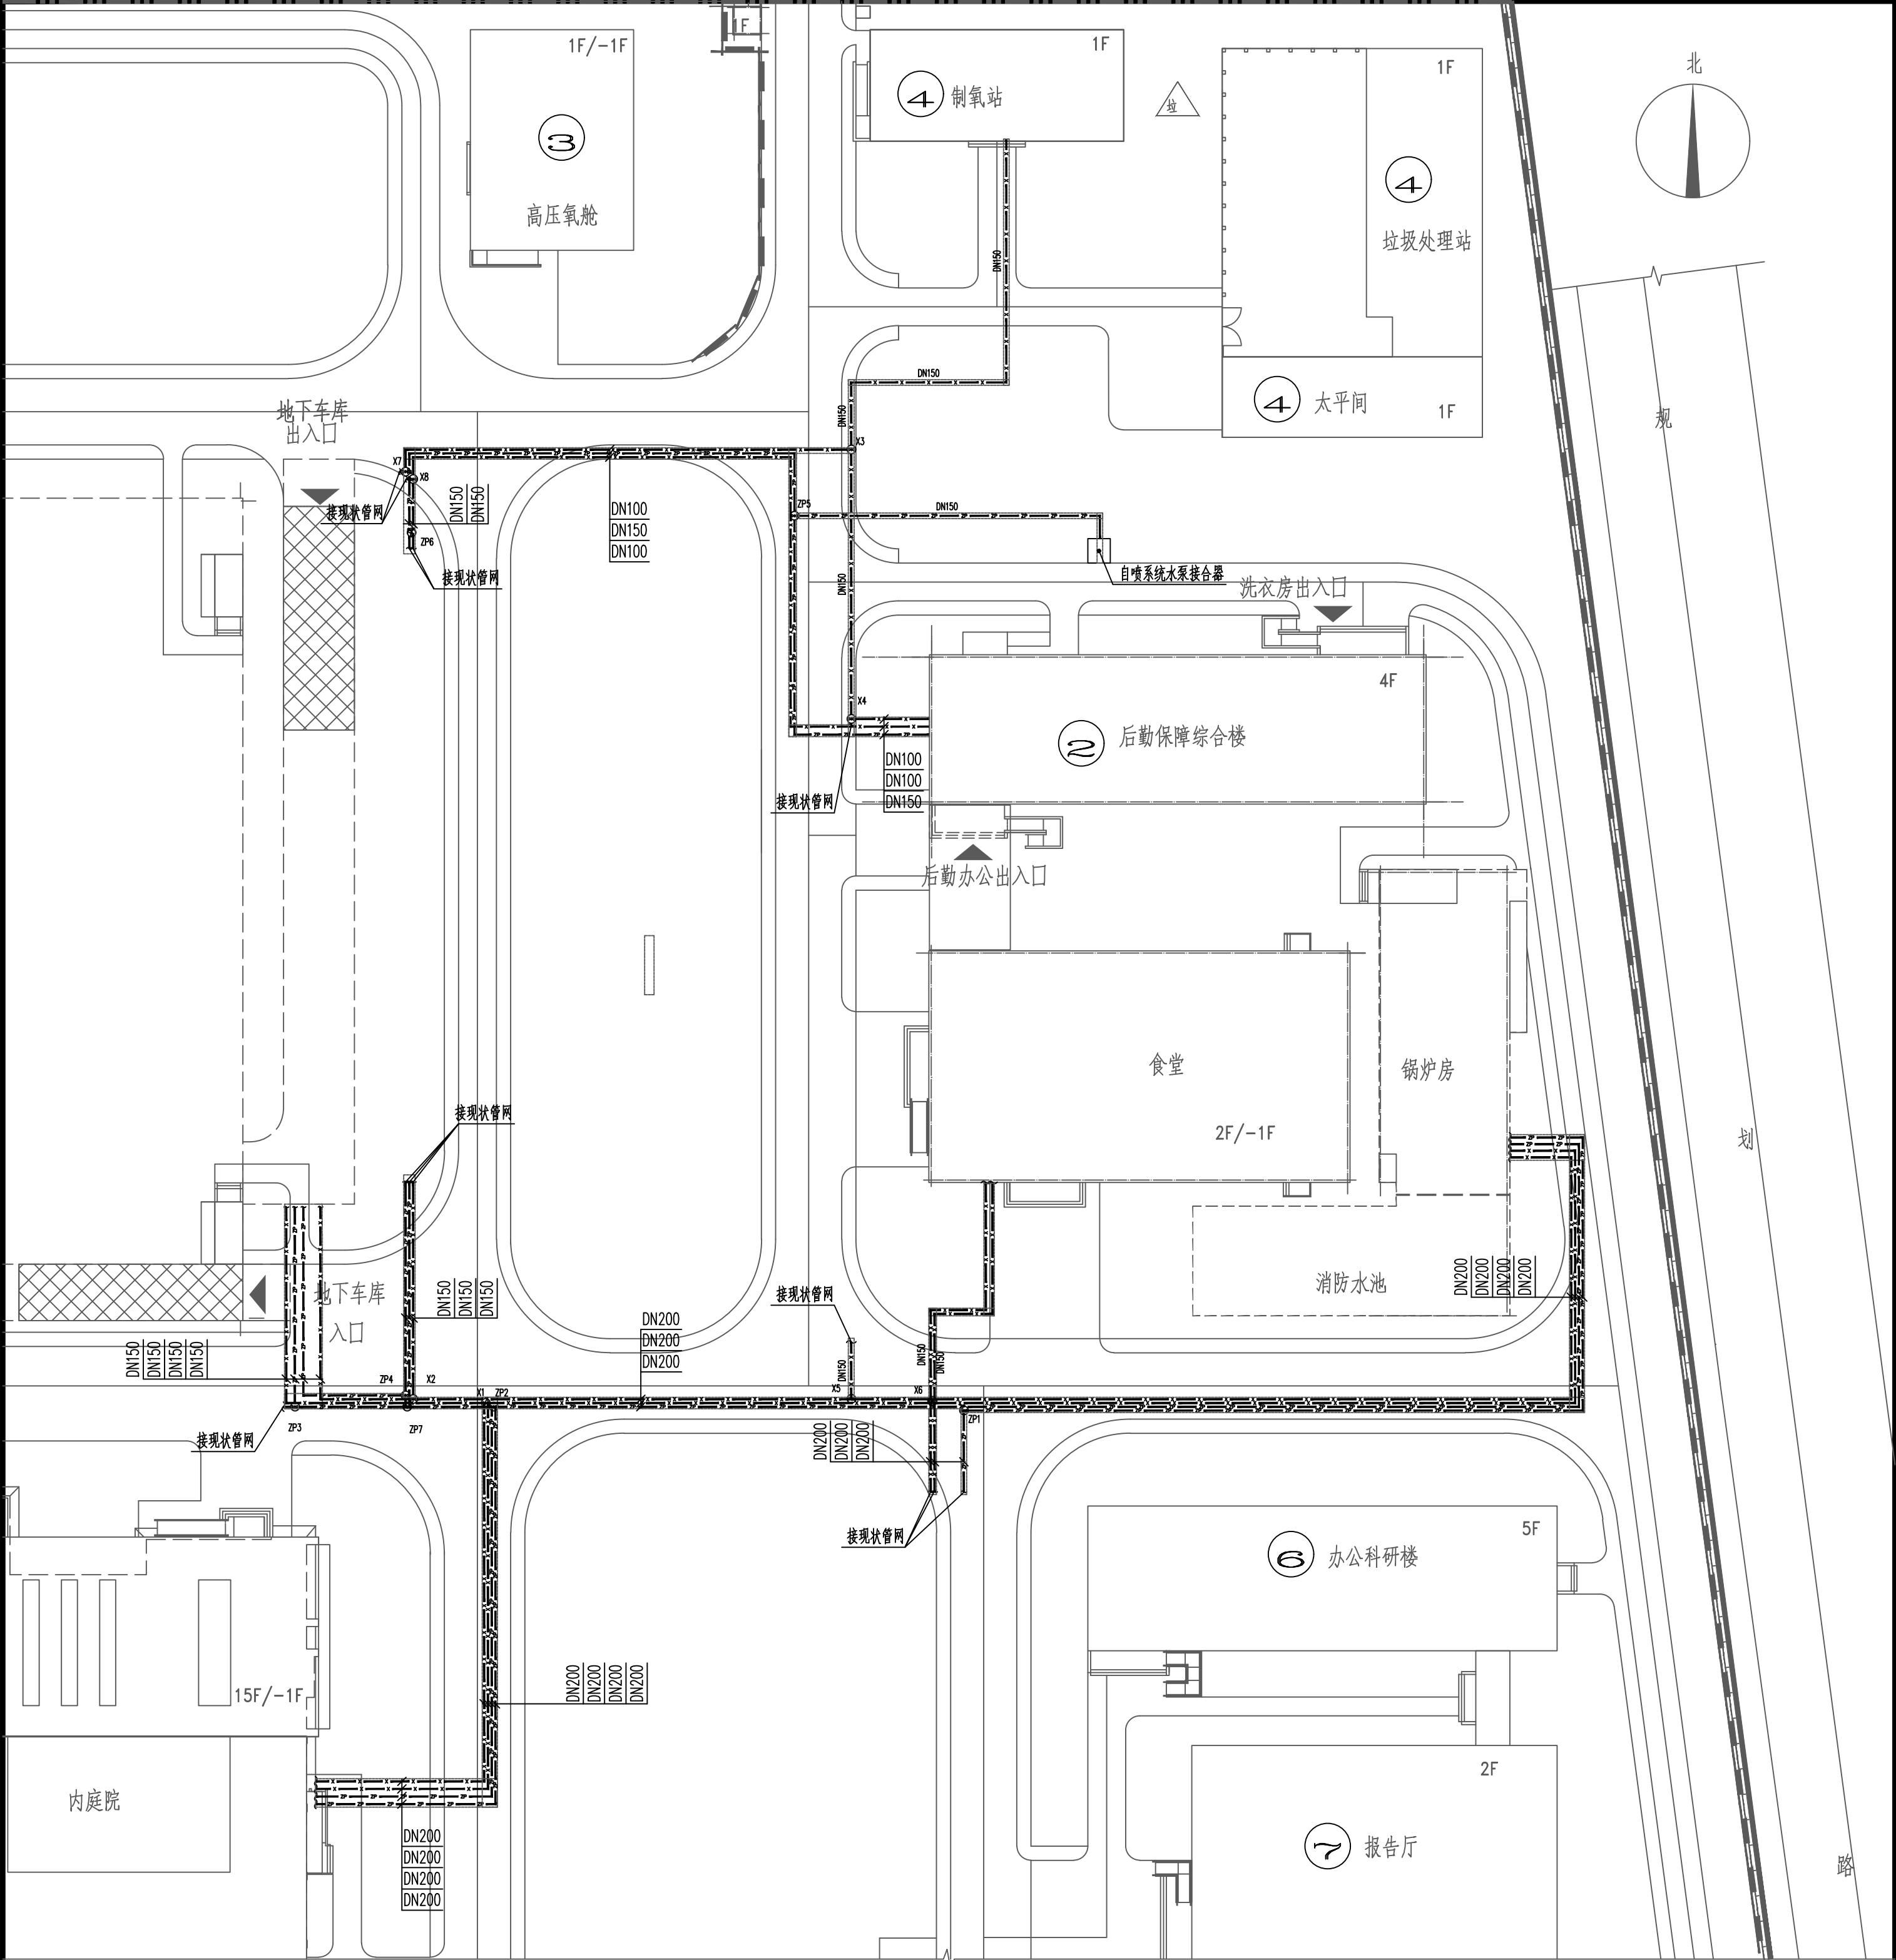 1F
1F/-1F
③
高压氧舱
1F
④ 制氧站
垃
1F
④
垃圾处理站
④ 太平间
1F
北
规
划
路
DN150
DN150
DN150
X3
地下车库
出入口
X7
X8
接现状管网
DN150
DN150
ZP6
接现状管网
DN100
DN150
DN100
ZP5
DN150
自喷系统水泵接合器
DN150
洗衣房出入口
4F
X4
② 后勤保障综合楼
DN100
DN100
DN150
接现状管网
后勤办公出入口
食堂
锅炉房
2F/-1F
接现状管网
消防水池
DN200
DN200
DN200
DN200
地下车库
入口
DN150
DN150
DN150
DN150
DN150
DN150
DN150
接现状管网
DN200
DN200
DN200
DN150
DN150
DN150
ZP4
X2
X1
ZP2
X5
X6
ZP1
ZP3
ZP7
接现状管网
DN200
DN200
DN200
接现状管网
5F
⑥ 办公科研楼
DN200
DN200
DN200
DN200
15F/-1F
内庭院
DN200
DN200
DN200
DN200
2F
⑦ 报告厅